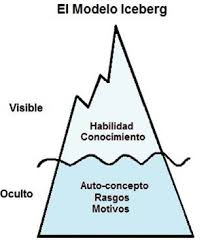 El Modelo Iceberg
Visible
Habilidad
Conocimiento
Oculto
Auto-concepto
Rasgos
Motivos